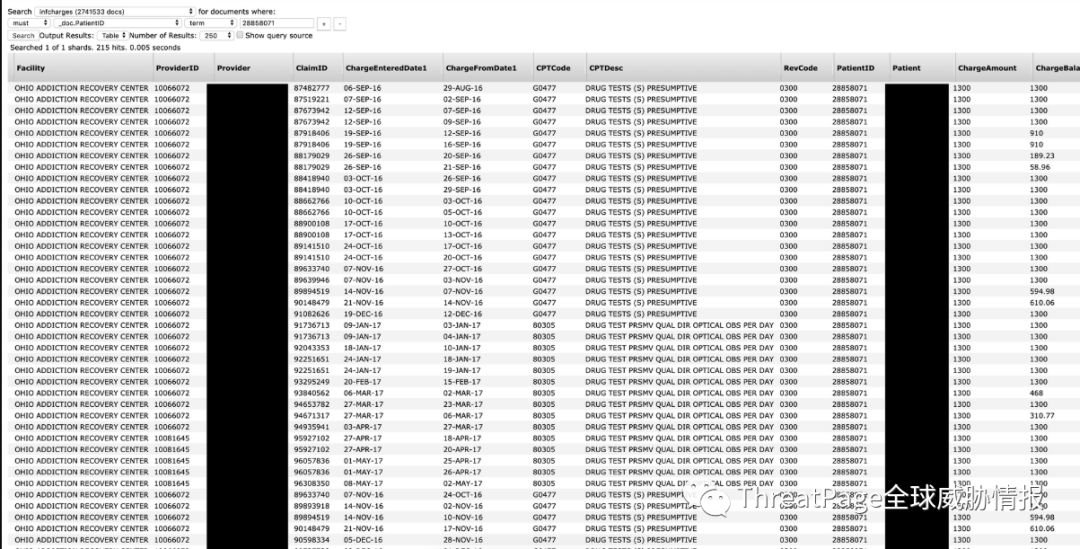 Search infcharges (2741533 docs) for documents where:
must _doc.PatientID term 28858071 + -
Search Output Results: Table Number of Results: 250 Show query source
Searched 1 of 1 shards. 215 hits. 0.005 seconds
Facility ProviderID Provider ClaimID ChargeEnteredDate1 ChargeFromDate1 CPTCode CPTDesc RevCode PatientID Patient ChargeAmount ChargeBala
OHIO ADDICTION RECOVERY CENTER 10066072 87482777 06-SEP-16 29-AUG-16 G0477 DRUG TESTS (S) PRESUMPTIVE 0300 28858071 1300 1300
OHIO ADDICTION RECOVERY CENTER 10066072 87519221 07-SEP-16 02-SEP-16 G0477 DRUG TESTS (S) PRESUMPTIVE 0300 28858071 1300 1300
OHIO ADDICTION RECOVERY CENTER 10066072 87673942 12-SEP-16 07-SEP-16 G0477 DRUG TESTS (S) PRESUMPTIVE 0300 28858071 1300 1300
OHIO ADDICTION RECOVERY CENTER 10066072 87673942 12-SEP-16 09-SEP-16 G0477 DRUG TESTS (S) PRESUMPTIVE 0300 28858071 1300 1300
OHIO ADDICTION RECOVERY CENTER 10066072 87918406 19-SEP-16 12-SEP-16 G0477 DRUG TESTS (S) PRESUMPTIVE 0300 28858071 1300 910
OHIO ADDICTION RECOVERY CENTER 10066072 87918406 19-SEP-16 16-SEP-16 G0477 DRUG TESTS (S) PRESUMPTIVE 0300 28858071 1300 910
OHIO ADDICTION RECOVERY CENTER 10066072 88179029 26-SEP-16 20-SEP-16 G0477 DRUG TESTS (S) PRESUMPTIVE 0300 28858071 1300 189.23
OHIO ADDICTION RECOVERY CENTER 10066072 88179029 26-SEP-16 21-SEP-16 G0477 DRUG TESTS (S) PRESUMPTIVE 0300 28858071 1300 58.96
OHIO ADDICTION RECOVERY CENTER 10066072 88418940 03-OCT-16 26-SEP-16 G0477 DRUG TESTS (S) PRESUMPTIVE 0300 28858071 1300 1300
OHIO ADDICTION RECOVERY CENTER 10066072 88418940 03-OCT-16 29-SEP-16 G0477 DRUG TESTS (S) PRESUMPTIVE 0300 28858071 1300 1300
OHIO ADDICTION RECOVERY CENTER 10066072 88662766 10-OCT-16 03-OCT-16 G0477 DRUG TESTS (S) PRESUMPTIVE 0300 28858071 1300 1300
OHIO ADDICTION RECOVERY CENTER 10066072 88662766 10-OCT-16 05-OCT-16 G0477 DRUG TESTS (S) PRESUMPTIVE 0300 28858071 1300 1300
OHIO ADDICTION RECOVERY CENTER 10066072 88900108 17-OCT-16 10-OCT-16 G0477 DRUG TESTS (S) PRESUMPTIVE 0300 28858071 1300 1300
OHIO ADDICTION RECOVERY CENTER 10066072 88900108 17-OCT-16 13-OCT-16 G0477 DRUG TESTS (S) PRESUMPTIVE 0300 28858071 1300 1300
OHIO ADDICTION RECOVERY CENTER 10066072 89141510 24-OCT-16 17-OCT-16 G0477 DRUG TESTS (S) PRESUMPTIVE 0300 28858071 1300 1300
OHIO ADDICTION RECOVERY CENTER 10066072 89141510 24-OCT-16 20-OCT-16 G0477 DRUG TESTS (S) PRESUMPTIVE 0300 28858071 1300 1300
OHIO ADDICTION RECOVERY CENTER 10066072 89633740 07-NOV-16 27-OCT-16 G0477 DRUG TESTS (S) PRESUMPTIVE 0300 28858071 1300 1300
OHIO ADDICTION RECOVERY CENTER 10066072 89639946 07-NOV-16 03-NOV-16 G0477 DRUG TESTS (S) PRESUMPTIVE 0300 28858071 1300 1300
OHIO ADDICTION RECOVERY CENTER 10066072 89894519 14-NOV-16 07-NOV-16 G0477 DRUG TESTS (S) PRESUMPTIVE 0300 28858071 1300 594.98
OHIO ADDICTION RECOVERY CENTER 10066072 90148479 21-NOV-16 14-NOV-16 G0477 DRUG TESTS (S) PRESUMPTIVE 0300 28858071 1300 610.06
OHIO ADDICTION RECOVERY CENTER 10066072 91082626 19-DEC-16 12-DEC-16 G0477 DRUG TESTS (S) PRESUMPTIVE 0300 28858071 1300 1300
OHIO ADDICTION RECOVERY CENTER 10066072 91736713 09-JAN-17 03-JAN-17 80305 DRUG TEST PRSMV QUAL DIR OPTICAL OBS PER DAY 0300 28858071 1300 1300
OHIO ADDICTION RECOVERY CENTER 10066072 91736713 09-JAN-17 04-JAN-17 80305 DRUG TEST PRSMV QUAL DIR OPTICAL OBS PER DAY 0300 28858071 1300 1300
OHIO ADDICTION RECOVERY CENTER 10066072 92043353 18-JAN-17 10-JAN-17 80305 DRUG TEST PRSMV QUAL DIR OPTICAL OBS PER DAY 0300 28858071 1300 1300
OHIO ADDICTION RECOVERY CENTER 10066072 92251651 24-JAN-17 18-JAN-17 80305 DRUG TEST PRSMV QUAL DIR OPTICAL OBS PER DAY 0300 28858071 1300 1300
OHIO ADDICTION RECOVERY CENTER 10066072 92251651 24-JAN-17 19-JAN-17 80305 DRUG TEST PRSMV QUAL DIR OPTICAL OBS PER DAY 0300 28858071 1300 1300
OHIO ADDICTION RECOVERY CENTER 10066072 93295249 20-FEB-17 15-FEB-17 80305 DRUG TEST PRSMV QUAL DIR OPTICAL OBS PER DAY 0300 28858071 1300 1300
OHIO ADDICTION RECOVERY CENTER 10066072 93840562 06-MAR-17 02-MAR-17 80305 DRUG TEST PRSMV QUAL DIR OPTICAL OBS PER DAY 0300 28858071 1300 468
OHIO ADDICTION RECOVERY CENTER 10066072 94653782 27-MAR-17 23-MAR-17 80305 DRUG TEST PRSMV QUAL DIR OPTICAL OBS PER DAY 0300 28858071 1300 1300
OHIO ADDICTION RECOVERY CENTER 10066072 94671317 27-MAR-17 06-MAR-17 80305 DRUG TEST PRSMV QUAL DIR OPTICAL OBS PER DAY 0300 28858071 1300 310.77
OHIO ADDICTION RECOVERY CENTER 10066072 94935941 03-APR-17 27-MAR-17 80305 DRUG TEST PRSMV QUAL DIR OPTICAL OBS PER DAY 0300 28858071 1300 1300
OHIO ADDICTION RECOVERY CENTER 10081645 95927102 27-APR-17 18-APR-17 80305 DRUG TEST PRSMV QUAL DIR OPTICAL OBS PER DAY 0300 28858071 1300 1300
OHIO ADDICTION RECOVERY CENTER 10081645 95927102 27-APR-17 20-APR-17 80305 DRUG TEST PRSMV QUAL DIR OPTICAL OBS PER DAY 0300 28858071 1300 1300
OHIO ADDICTION RECOVERY CENTER 10081645 96057836 01-MAY-17 25-APR-17 80305 DRUG TEST PRSMV QUAL DIR OPTICAL OBS PER DAY 0300 28858071 1300 1300
OHIO ADDICTION RECOVERY CENTER 10081645 96057836 01-MAY-17 26-APR-17 80305 DRUG TEST PRSMV QUAL DIR OPTICAL OBS PER DAY 0300 28858071 1300 1300
OHIO ADDICTION RECOVERY CENTER 10081645 96308350 08-MAY-17 02-MAY-17 80305 DRUG TEST PRSMV QUAL DIR OPTICAL OBS PER DAY 0300 28858071 1300 1300
OHIO ADDICTION RECOVERY CENTER 10066072 89633740 07-NOV-16 24-OCT-16 G0477 DRUG TESTS (S) PRESUMPTIVE 0300 28858071 1300 1300
OHIO ADDICTION RECOVERY CENTER 10066072 89893918 14-NOV-16 02-NOV-16 G0477 DRUG TESTS (S) PRESUMPTIVE
OHIO ADDICTION RECOVERY CENTER 10066072 89894519 14-NOV-16 10-NOV-16 G0477 DRUG TESTS (S) PRESUMPTIVE 0300 28858071 1300 594.98
OHIO ADDICTION RECOVERY CENTER 10066072 90148479 21-NOV-16 17-NOV-16 G0477 DRUG TESTS (S) PRESUMPTIVE 0300 28858071 1300 610.06
OHIO ADDICTION RECOVERY CENTER 10066072 90598334 05-DEC-16 28-NOV-16 G0477 DRUG TESTS (S) PRESUMPTIVE 0300 28858071 1300 1300
ThreatPage全球威胁情报